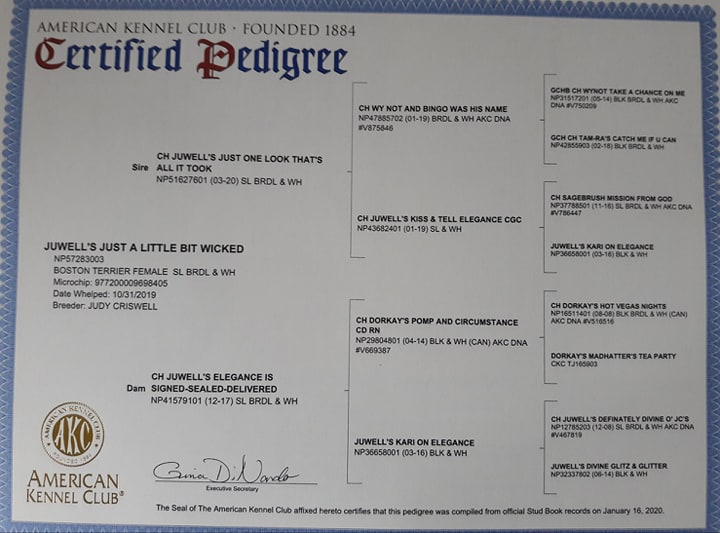 AMERICAN KENNEL CLUB · FOUNDED 1884
Certified Pedigree
JUWELL'S JUST A LITTLE BIT WICKED
NP57283003
BOSTON TERRIER FEMALE SL BRDL & WH
Microchip: 977200009698405
Date Whelped: 10/31/2019
Breeder: JUDY CRISWELL
CH JUWELL'S JUST ONE LOOK THAT'S
Sire ALL IT TOOK
NP51627601 (03-20) SL BRDL & WH
CH JUWELL'S ELEGANCE IS
Dam SIGNED-SEALED-DELIVERED
NP41579101 (12-17) SL BRDL & WH
CH WY NOT AND BINGO WAS HIS NAME
NP47885702 (01-19) BRDL & WH AKC DNA
#V875846
CH JUWELL'S KISS & TELL ELEGANCE CGC
NP43682401 (01-19) SL & WH
CH DORKAY'S POMP AND CIRCUMSTANCE
CD RN
NP29804801 (04-14) BLK & WH (CAN) AKC DNA
#V669387
JUWELL'S KARI ON ELEGANCE
NP36658001 (03-16) BLK & WH
GCHB CH WYNOT TAKE A CHANCE ON ME
NP31517201 (05-14) BLK BRDL & WH AKC
DNA #V750209
GCH CH TAM-RA'S CATCH ME IF U CAN
NP42855903 (02-18) BLK BRDL & WH
CH SAGEBRUSH MISSION FROM GOD
NP37788501 (11-16) SL BRDL & WH AKC DNA
#V786447
JUWELL'S KARI ON ELEGANCE
NP36658001 (03-16) BLK & WH
CH DORKAY'S HOT VEGAS NIGHTS
NP16511401 (08-08) BLK BRDL & WH (CAN)
AKC DNA #V516516
DORKAY'S MADHATTER'S TEA PARTY
CKC TJ165903
CH JUWELL'S DEFINATELY DIVINE O' JC'S
NP12785203 (12-08) SL BRDL & WH AKC DNA
#V467819
JUWELL'S DIVINE GLITZ & GLITTER
NP32337802 (06-14) BLK & WH
AMERICAN KENNEL CLUB
AKC
FOUNDED 1884
AMERICAN
KENNEL CLUB®
Gina DiNardo
Executive Secretary
The Seal of The American Kennel Club affixed hereto certifies that this pedigree was compiled from official Stud Book records on January 16, 2020.